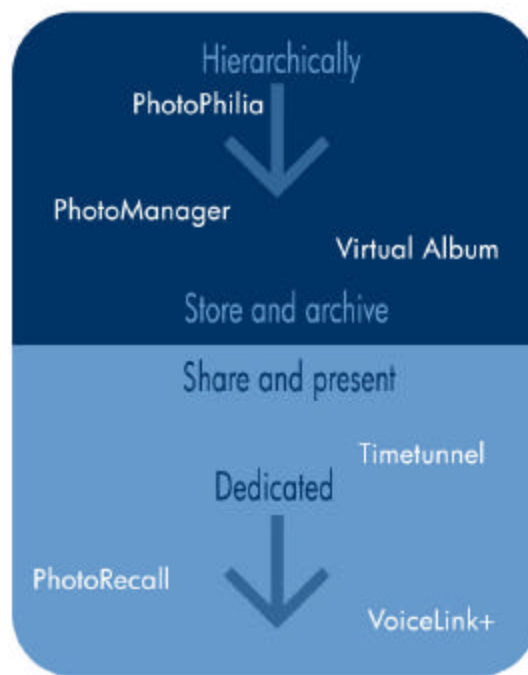 Hierarchically
PhotoPhilia
PhotoManager
Virtual Album
Store and archive
Share and present
Timetunnel
Dedicated
PhotoRecall
VoiceLink+